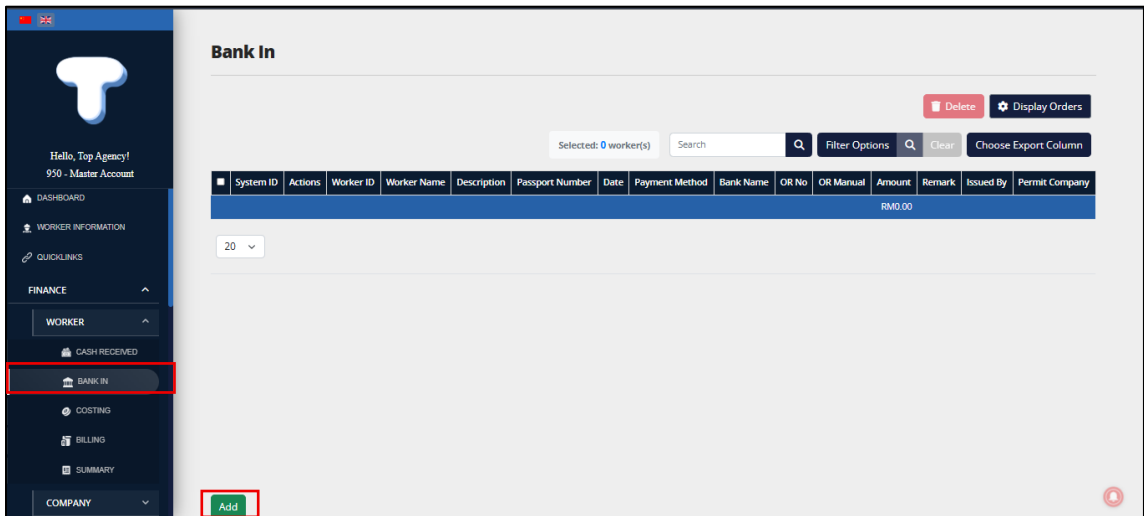 Hello, Top Agency!
950 - Master Account
DASHBOARD
WORKER INFORMATION
QUICKLINKS
FINANCE
WORKER
CASH RECEIVED
BANK IN
COSTING
BILLING
SUMMARY
COMPANY
Bank In
Delete Display Orders
Selected: 0 worker(s) Search Filter Options Clear Choose Export Column
System ID Actions Worker ID Worker Name Description Passport Number Date Payment Method Bank Name OR No OR Manual Amount Remark Issued By Permit Company
RM0.00
20
Add